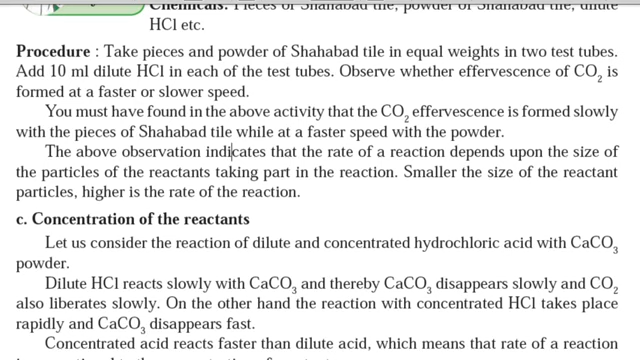 Chemicals: Pieces of Shahabad tile, powder of Shahabad tile, dilute
HCl etc.
Procedure : Take pieces and powder of Shahabad tile in equal weights in two test tubes.
Add 10 ml dilute HCl in each of the test tubes. Observe whether effervescence of CO₂ is
formed at a faster or slower speed.
You must have found in the above activity that the CO₂ effervescence is formed slowly
with the pieces of Shahabad tile while at a faster speed with the powder.
The above observation indicates that the rate of a reaction depends upon the size of
the particles of the reactants taking part in the reaction. Smaller the size of the reactant
particles, higher is the rate of the reaction.
c. Concentration of the reactants
Let us consider the reaction of dilute and concentrated hydrochloric acid with CaCO₃
powder.
Dilute HCl reacts slowly with CaCO₃ and thereby CaCO₃ disappears slowly and CO₂
also liberates slowly. On the other hand the reaction with concentrated HCl takes place
rapidly and CaCO₃ disappears fast.
Concentrated acid reacts faster than dilute acid, which means that the rate of a reaction